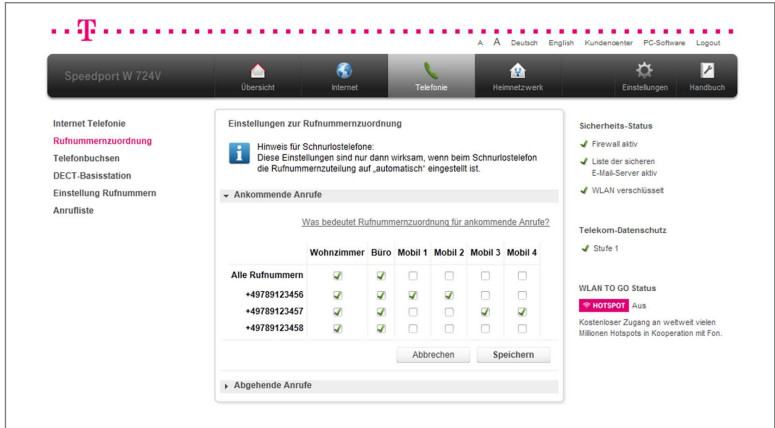 T
A A Deutsch English Kundencenter PC-Software Logout
Speedport W 724V
Übersicht Internet Telefonie Heimnetzwerk Einstellungen Handbuch
Internet Telefonie
Rufnummernzuordnung
Telefonbuchsen
DECT-Basisstation
Einstellung Rufnummern
Anrufliste
Einstellungen zur Rufnummernzuordnung
i
Hinweis für Schnurlostelefone:
Diese Einstellungen sind nur dann wirksam, wenn beim Schnurlostelefon
die Rufnummernzuteilung auf „automatisch“ eingestellt ist.
Ankommende Anrufe
Was bedeutet Rufnummernzuordnung für ankommende Anrufe?
Wohnzimmer Büro Mobil 1 Mobil 2 Mobil 3 Mobil 4
Alle Rufnummern
+49789123456
+49789123457
+49789123458
Abbrechen Speichern
Abgehende Anrufe
Sicherheits-Status
Firewall aktiv
Liste der sicheren
E-Mail-Server aktiv
WLAN verschlüsselt
Telekom-Datenschutz
Stufe 1
WLAN TO GO Status
HOTSPOT Aus
Kostenloser Zugang an weltweit vielen
Millionen Hotspots in Kooperation mit Fon.